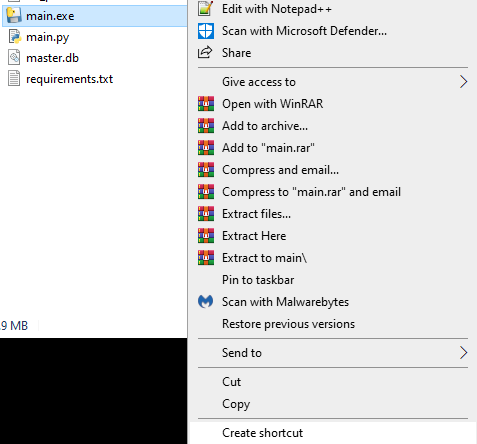 main.exe
main.py
master.db
requirements.txt
.9 MB
Edit with Notepad++
Scan with Microsoft Defender...
Share
Give access to
Open with WinRAR
Add to archive...
Add to "main.rar"
Compress and email...
Compress to "main.rar" and email
Extract files...
Extract Here
Extract to main\
Pin to taskbar
Scan with Malwarebytes
Restore previous versions
Send to
Cut
Copy
Create shortcut